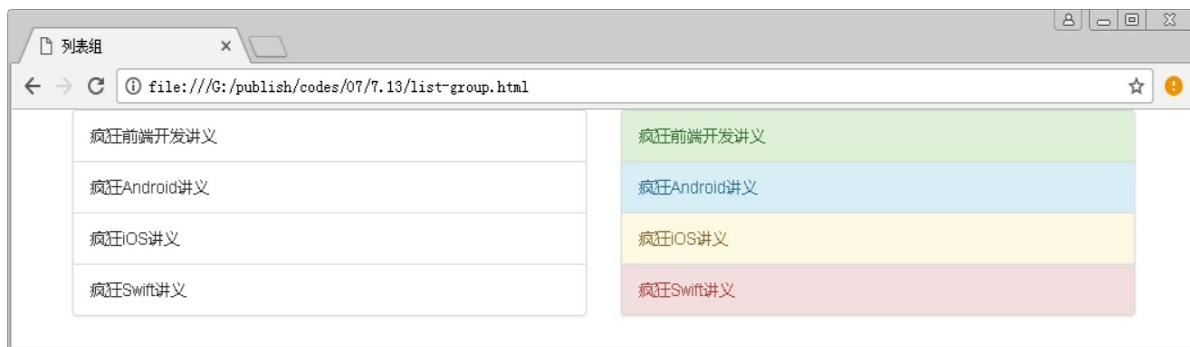 列表组
file:///G:/publish/codes/07/7.13/list-group.html
疯狂前端开发讲义
疯狂Android讲义
疯狂iOS讲义
疯狂Swift讲义
疯狂前端开发讲义
疯狂Android讲义
疯狂iOS讲义
疯狂Swift讲义